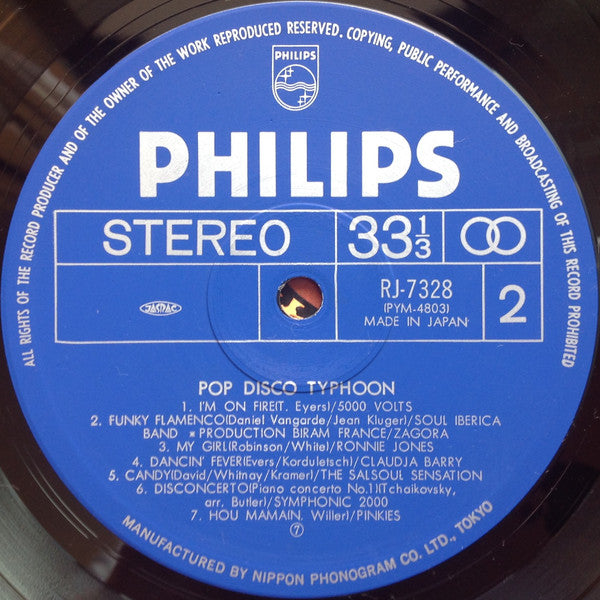 ALL RIGHTS OF THE RECORD PRODUCER AND OF THE OWNER OF THE WORK REPRODUCED RESERVED. COPYING, PUBLIC PERFORMANCE AND BROADCASTING OF THIS RECORD PROHIBITED
PHILIPS
PHILIPS
STEREO 33 1/3
JASRAC RJ-7328 2
(PYM-4803)
MADE IN JAPAN
POP DISCO TYPHOON
1. I'M ON FIRE(T. Eyers)/5000 VOLTS
2. FUNKY FLAMENCO(Daniel Vangarde/Jean Kluger)/SOUL IBERICA
BAND ※PRODUCTION BIRAM FRANCE/ZAGORA
3. MY GIRL(Robinson/White)/RONNIE JONES
4. DANCIN' FEVER(Evers/Korduletsch)/CLAUDJA BARRY
5. CANDY(David/Whitnay/Kramer)/THE SALSOUL SENSATION
6. DISCONCERTO(Piano concerto No.1)(Tchaikovsky,
arr. Butler)/SYMPHONIC 2000
7. HOU MAMA(N. Willer)/PINKIES
⑦
MANUFACTURED BY NIPPON PHONOGRAM CO. LTD., TOKYO